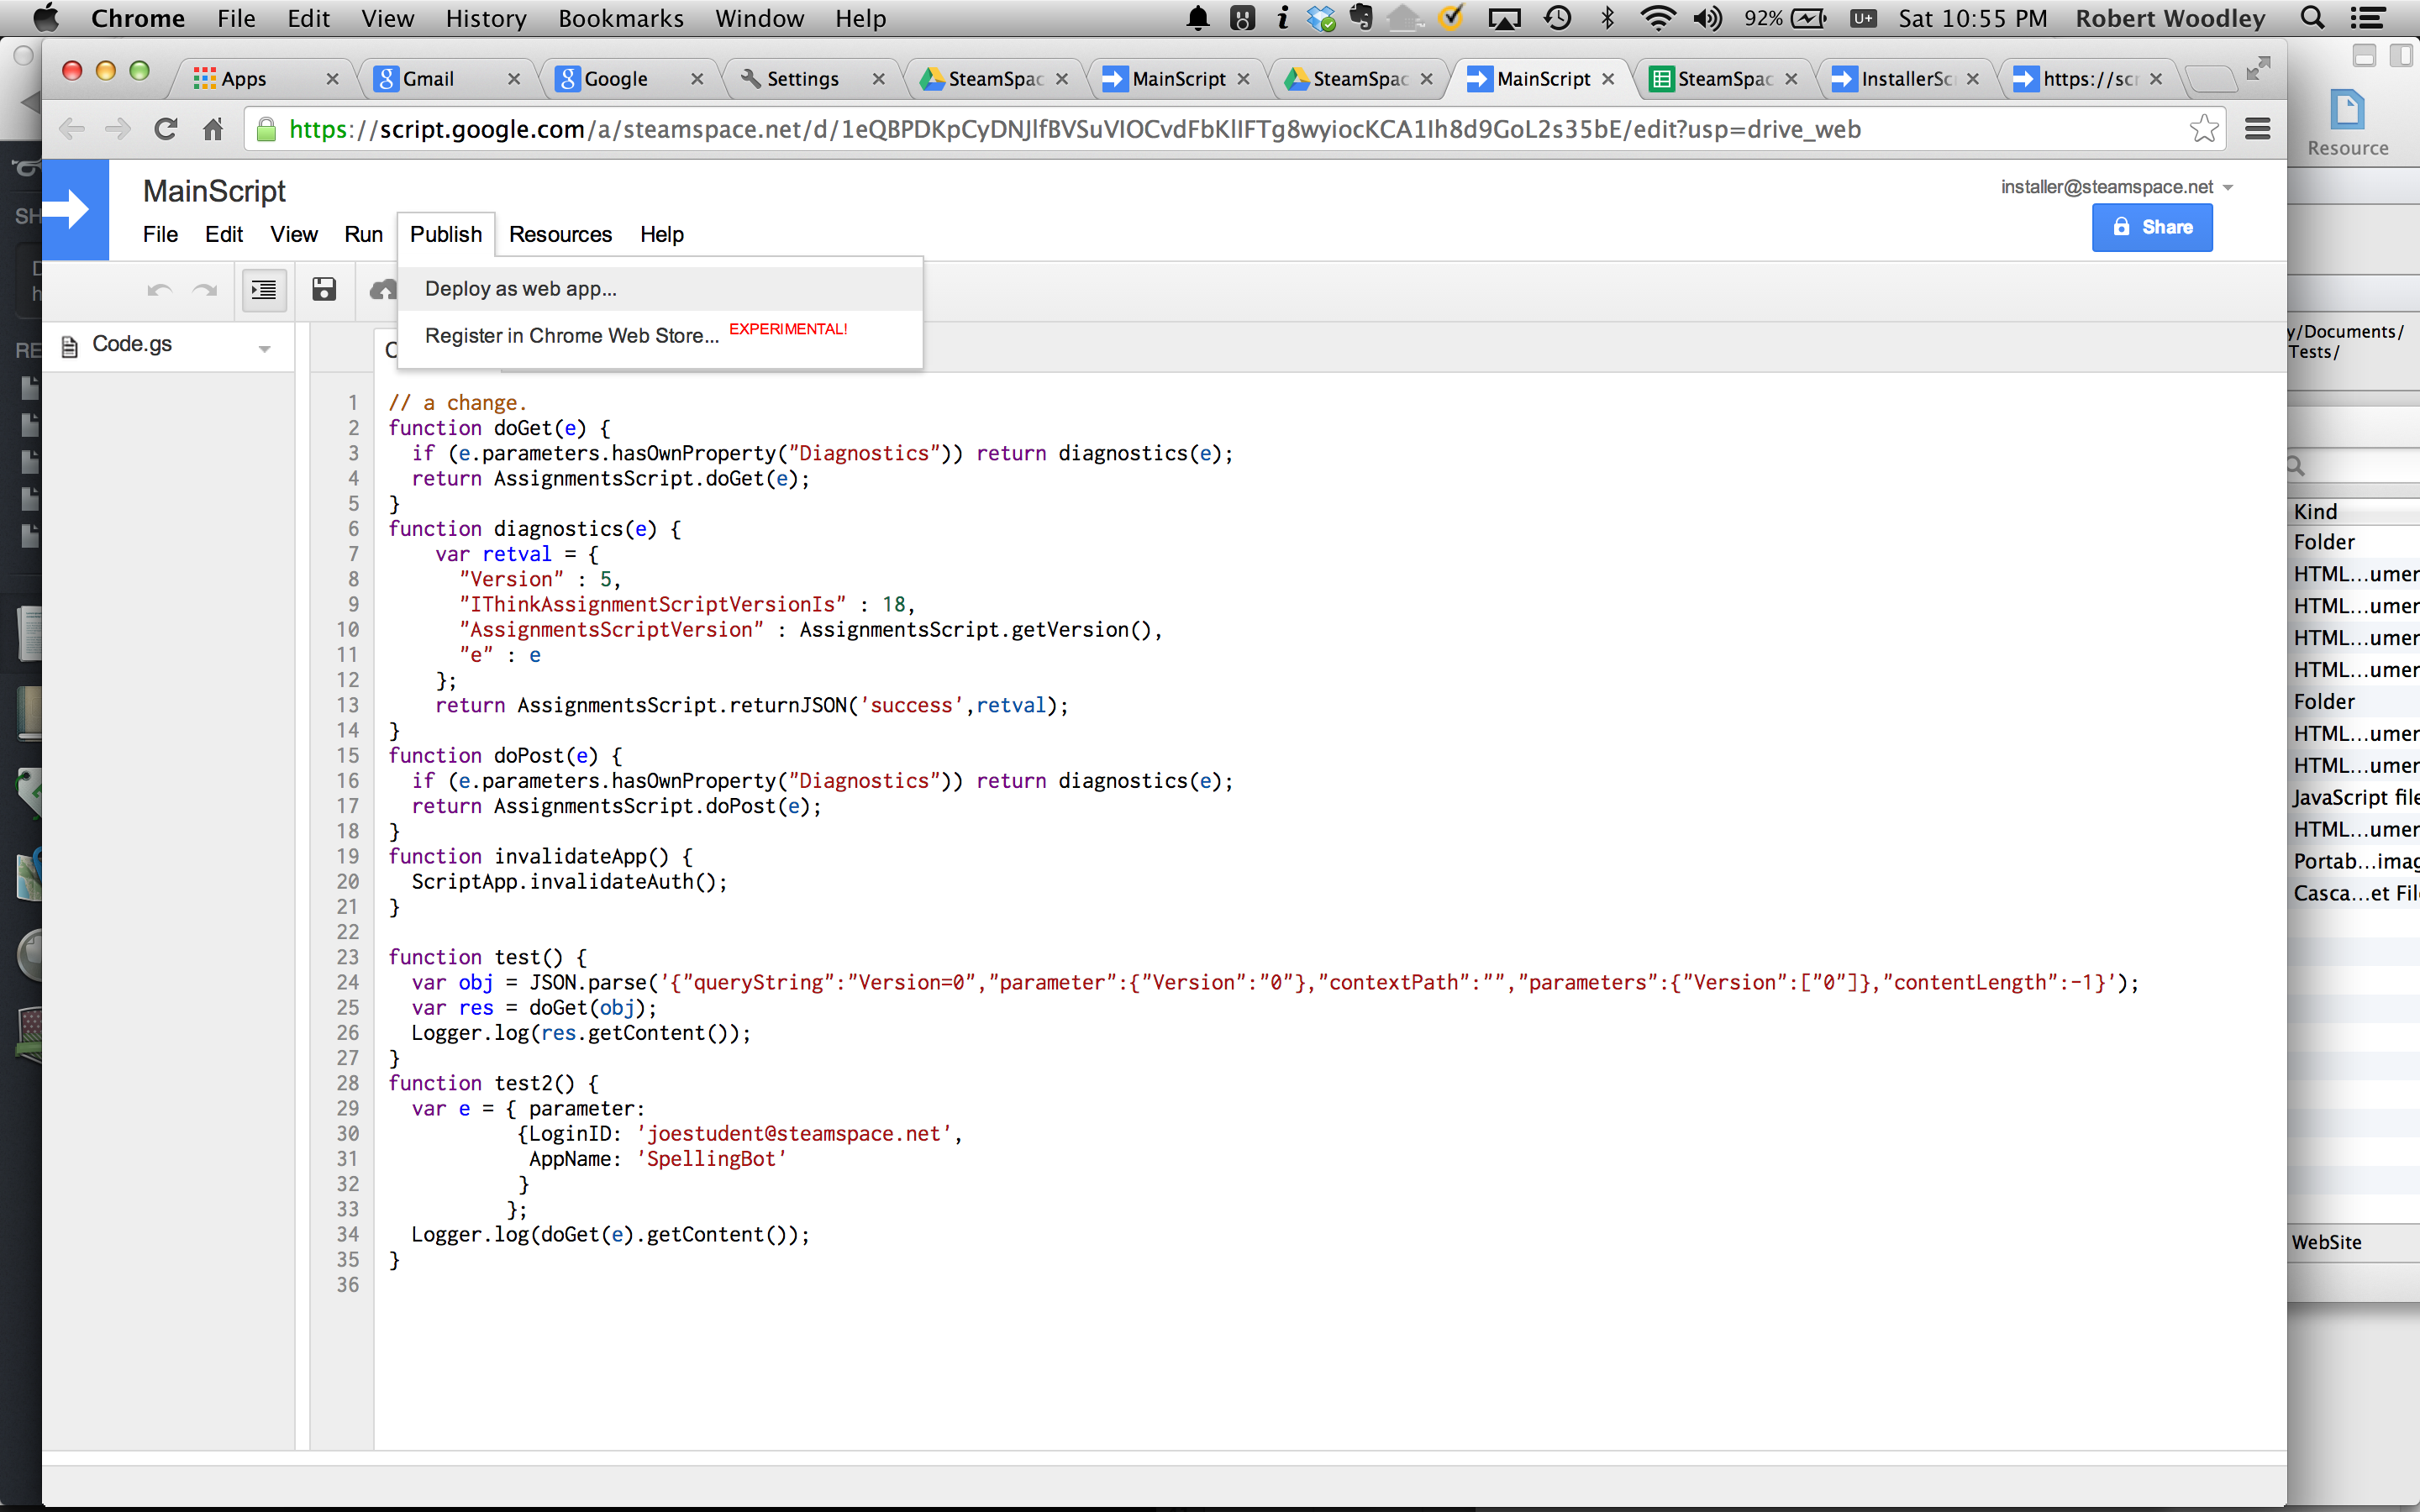 Chrome File Edit View History Bookmarks Window Help 92% U+ Sat 10:55 PM Robert Woodley
Apps Gmail Google Settings SteamSpac MainScript SteamSpac MainScript SteamSpac InstallerSc https://scr
https://script.google.com/a/steamspace.net/d/1eQBPDKpCyDNJlfBVSuVIOCvdFbKlIFTg8wyiocKCA1Ih8d9GoL2s35bE/edit?usp=drive_web
Resource
MainScript
installer@steamspace.net
File Edit View Run Publish Resources Help
Share
SH
Deploy as web app...
Register in Chrome Web Store... EXPERIMENTAL!
Code.gs
RE
y/Documents/
Tests/
1 // a change.
2 function doGet(e) {
3 if (e.parameters.hasOwnProperty("Diagnostics")) return diagnostics(e);
4 return AssignmentsScript.doGet(e);
5 }
6 function diagnostics(e) {
7 var retval = {
8 "Version" : 5,
9 "IThinkAssignmentScriptVersionIs" : 18,
10 "AssignmentsScriptVersion" : AssignmentsScript.getVersion(),
11 "e" : e
12 };
13 return AssignmentsScript.returnJSON('success',retval);
14 }
15 function doPost(e) {
16 if (e.parameters.hasOwnProperty("Diagnostics")) return diagnostics(e);
17 return AssignmentsScript.doPost(e);
18 }
19 function invalidateApp() {
20 ScriptApp.invalidateAuth();
21 }
22
23 function test() {
24 var obj = JSON.parse('{"queryString":"Version=0","parameter":{"Version":"0"},"contextPath":"","parameters":{"Version":["0"]},"contentLength":-1}');
25 var res = doGet(obj);
26 Logger.log(res.getContent());
27 }
28 function test2() {
29 var e = { parameter:
30 {LoginID: 'joestudent@steamspace.net',
31 AppName: 'SpellingBot'
32 }
33 };
34 Logger.log(doGet(e).getContent());
35 }
36
Kind
Folder
HTML...umer
HTML...umer
HTML...umer
HTML...umer
Folder
HTML...umer
HTML...umer
JavaScript file
HTML...umer
Portab...imag
Casca...et File
WebSite